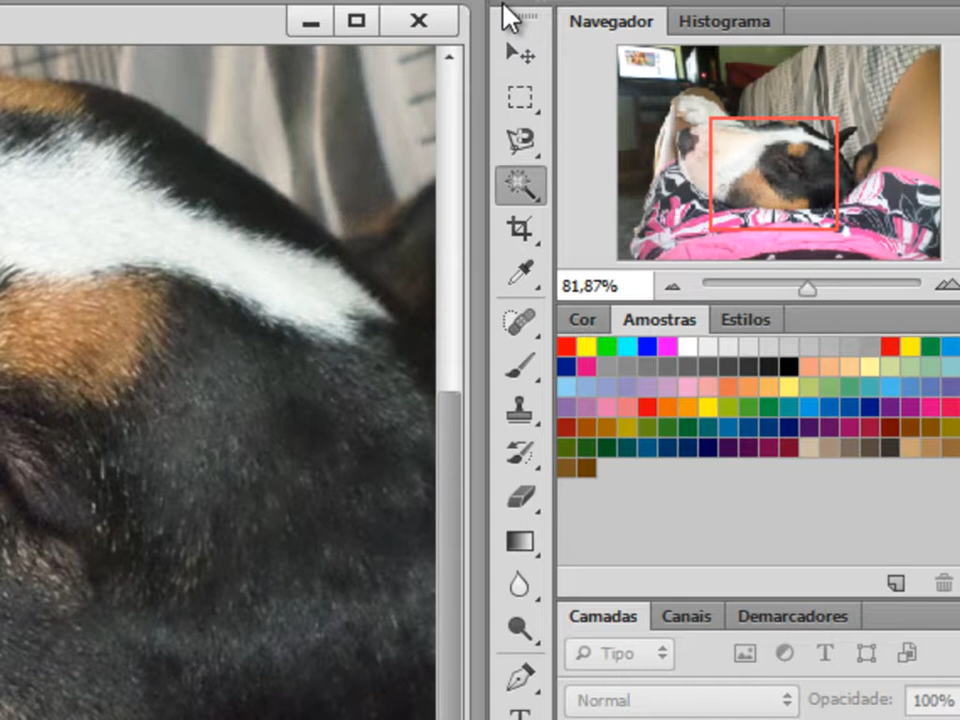 Navegador Histograma
81,87%
Cor Amostras Estilos
Camadas Canais Demarcadores
Tipo
Normal Opacidade: 100%